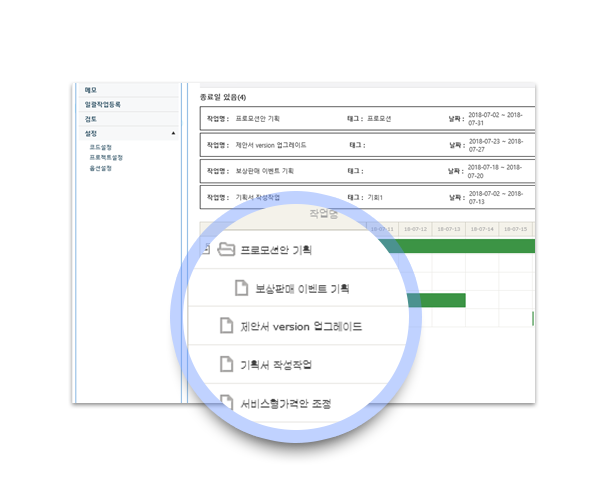 메모
일괄작업등록
검토
설정 ▲
코드설정
프로젝트설정
옵션설정
종료일 있음(4)
작업명 : 프로모션안 기획 태그 : 프로모션 날짜 : 2018-07-02 ~ 2018-07-31
작업명 : 제안서 version 업그레이드 태그 : 날짜 : 2018-07-23 ~ 2018-07-27
작업명 : 보상판매 이벤트 기획 태그 : 날짜 : 2018-07-18 ~ 2018-07-20
작업명 : 기획서 작성작업 태그 : 기획1 날짜 : 2018-07-02 ~ 2018-07-13
작업명
18-07-11 18-07-12 18-07-13 18-07-14 18-07-15
프로모션안 기획
보상판매 이벤트 기획
제안서 version 업그레이드
기획서 작성작업
서비스형가격안 조정